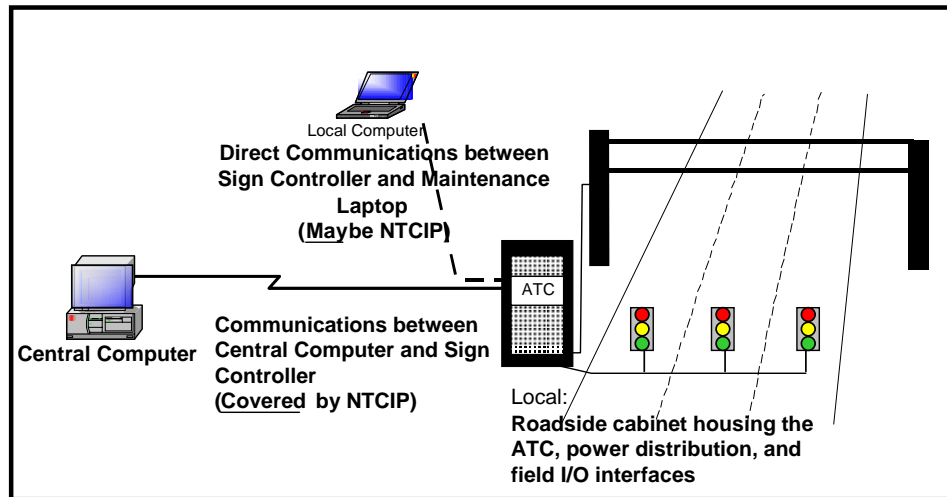 Local Computer
Direct Communications between
Sign Controller and Maintenance
Laptop
(Maybe NTCIP)
ATC
Central Computer
Communications between
Central Computer and Sign
Controller
(Covered by NTCIP)
Local:
Roadside cabinet housing the
ATC, power distribution, and
field I/O interfaces